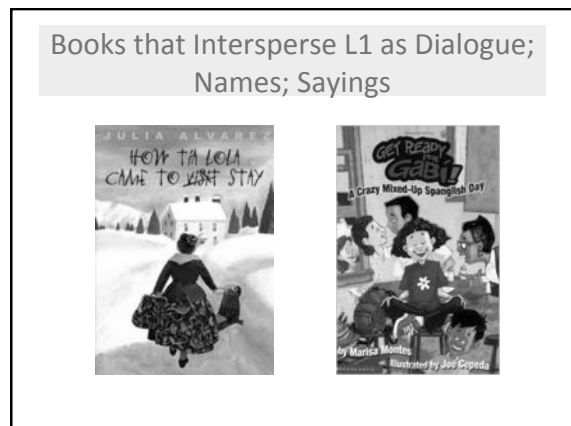 Books that Intersperse L1 as Dialogue;
Names; Sayings
JULIA ALVAREZ
HOW TÍA LOLA
CAME TO VISIT STAY
GET READY
FOR
GABÍ!
A Crazy Mixed-Up Spanglish Day
by Marisa Montes
Illustrated by Joe Cepeda
SCHOLASTIC